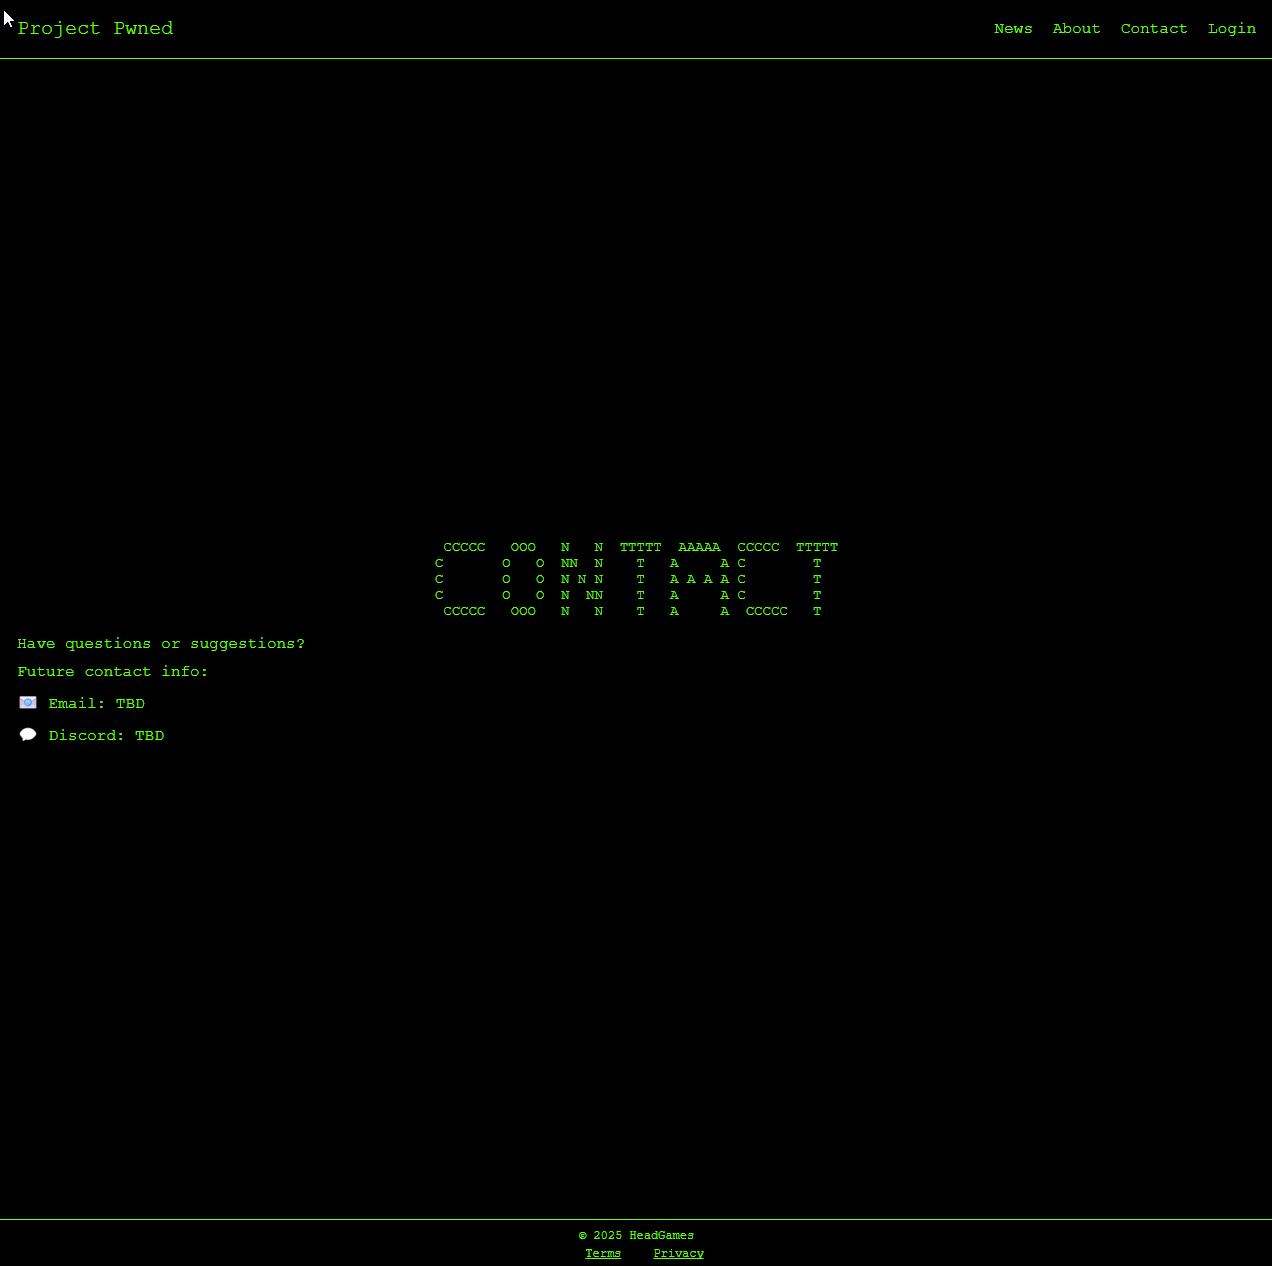 Project Pwned
News About Contact Login
 CCCCC   OOO   N   N  TTTTT  AAAAA  CCCCC  TTTTT
C       O   O  NN  N    T   A     A C        T
C       O   O  N N N    T   A A A A C        T
C       O   O  N  NN    T   A     A C        T
 CCCCC   OOO   N   N    T   A     A  CCCCC   T
Have questions or suggestions?
Future contact info:
📧 Email: TBD
💬 Discord: TBD
© 2025 HeadGames
Terms Privacy